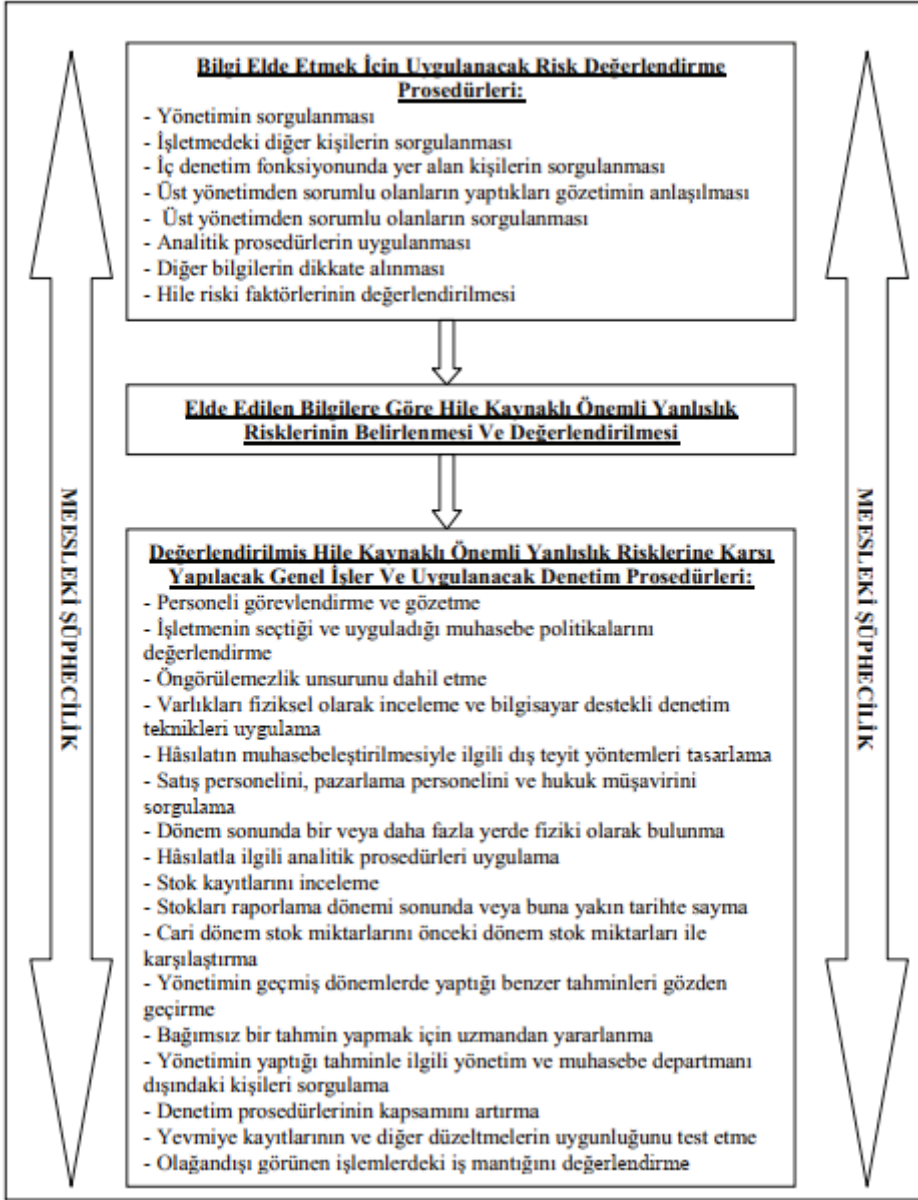 Bilgi Elde Etmek İçin Uygulanacak Risk Değerlendirme
Prosedürleri:
- Yönetimin sorgulanması
- İşletmedeki diğer kişilerin sorgulanması
- İç denetim fonksiyonunda yer alan kişilerin sorgulanması
- Üst yönetimden sorumlu olanların yaptıkları gözetimin anlaşılması
- Üst yönetimden sorumlu olanların sorgulanması
- Analitik prosedürlerin uygulanması
- Diğer bilgilerin dikkate alınması
- Hile riski faktörlerinin değerlendirilmesi
Elde Edilen Bilgilere Göre Hile Kaynaklı Önemli Yanlışlık
Risklerinin Belirlenmesi Ve Değerlendirilmesi
Değerlendirilmiş Hile Kaynaklı Önemli Yanlışlık Risklerine Karşı
Yapılacak Genel İşler Ve Uygulanacak Denetim Prosedürleri:
- Personeli görevlendirme ve gözetme
- İşletmenin seçtiği ve uyguladığı muhasebe politikalarını
değerlendirme
- Öngörülemezlik unsurunu dahil etme
- Varlıkları fiziksel olarak inceleme ve bilgisayar destekli denetim
teknikleri uygulama
- Hâsılatın muhasebeleştirilmesiyle ilgili dış teyit yöntemleri tasarlama
- Satış personelini, pazarlama personelini ve hukuk müşavirini
sorgulama
- Dönem sonunda bir veya daha fazla yerde fiziki olarak bulunma
- Hâsılatla ilgili analitik prosedürleri uygulama
- Stok kayıtlarını inceleme
- Stokları raporlama dönemi sonunda veya buna yakın tarihte sayma
- Cari dönem stok miktarlarını önceki dönem stok miktarları ile
karşılaştırma
- Yönetimin geçmiş dönemlerde yaptığı benzer tahminleri gözden
geçirme
- Bağımsız bir tahmin yapmak için uzmandan yararlanma
- Yönetimin yaptığı tahminle ilgili yönetim ve muhasebe departmanı
dışındaki kişileri sorgulama
- Denetim prosedürlerinin kapsamını artırma
- Yevmiye kayıtlarının ve diğer düzeltmelerin uygunluğunu test etme
- Olağandışı görünen işlemlerdeki iş mantığını değerlendirme
MEESLEKİ ŞÜPHECİLİK
MEESLEKİ ŞÜPHECİLİK